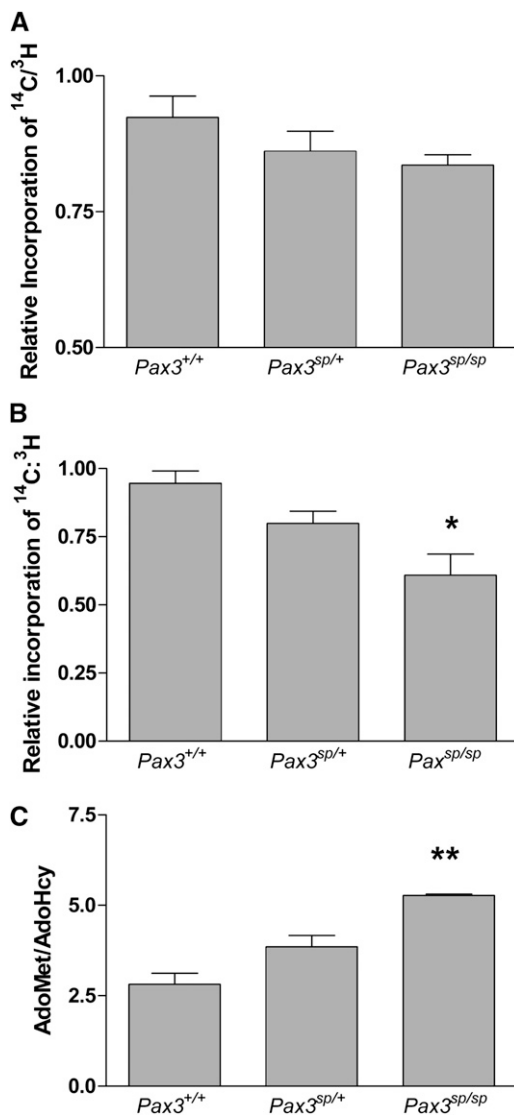 A
Relative Incorporation of ¹⁴C/³H
1.00
0.75
0.50
Pax3⁺/⁺
Pax3ˢᵖ/⁺
Pax3ˢᵖ/ˢᵖ
B
Relative incorporation of ¹⁴C:³H
1.00
0.75
0.50
0.25
0.00
*
Pax3⁺/⁺
Pax3ˢᵖ/⁺
Paxˢᵖ/ˢᵖ
C
AdoMet/AdoHcy
7.5
5.0
2.5
0.0
**
Pax3⁺/⁺
Pax3ˢᵖ/⁺
Pax3ˢᵖ/ˢᵖ